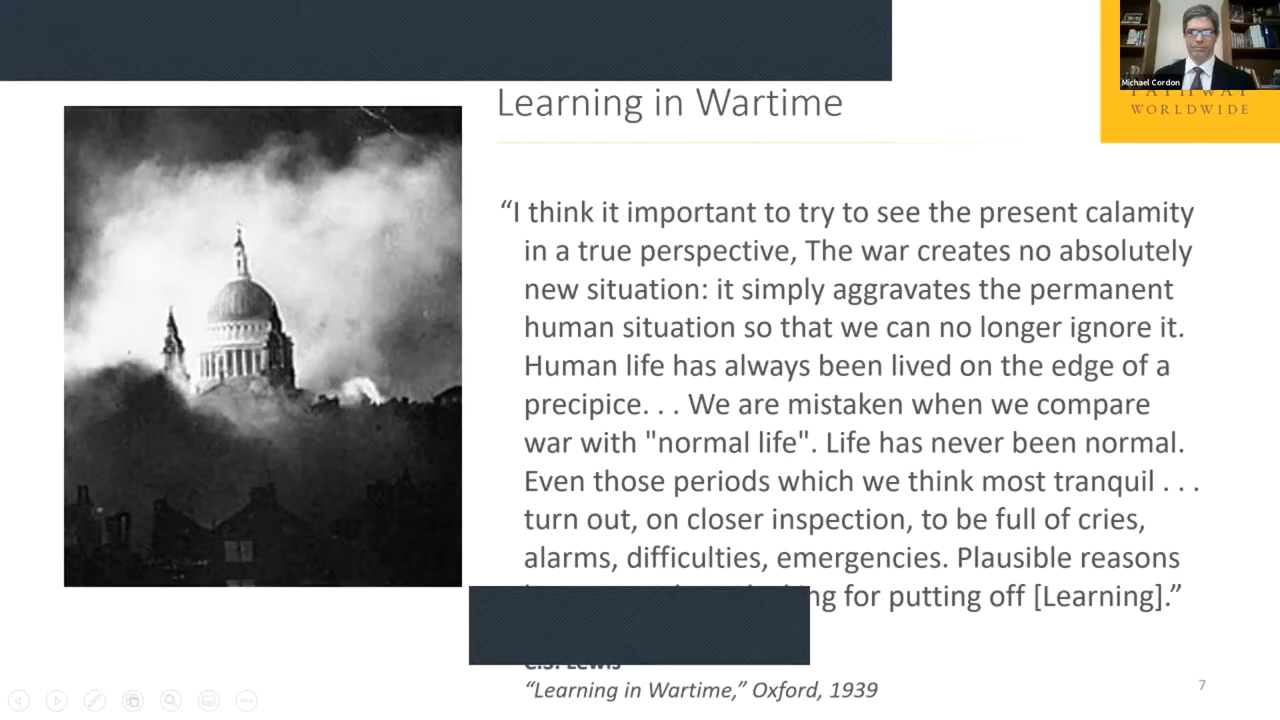 Learning in Wartime
Michael Cordon
WORLDWIDE
“I think it important to try to see the present calamity
in a true perspective, The war creates no absolutely
new situation: it simply aggravates the permanent
human situation so that we can no longer ignore it.
Human life has always been lived on the edge of a
precipice. . . We are mistaken when we compare
war with "normal life". Life has never been normal.
Even those periods which we think most tranquil . . .
turn out, on closer inspection, to be full of cries,
alarms, difficulties, emergencies. Plausible reasons
for putting off [Learning].”
C.S. Lewis
“Learning in Wartime,” Oxford, 1939
7